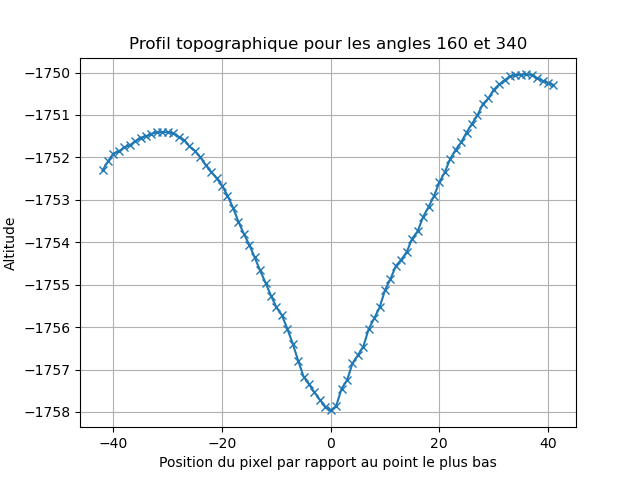 Profil topographique pour les angles 160 et 340
−1750
−1751
−1752
−1753
−1754
−1755
−1756
−1757
−1758
Altitude
−40 −20 0 20 40
Position du pixel par rapport au point le plus bas